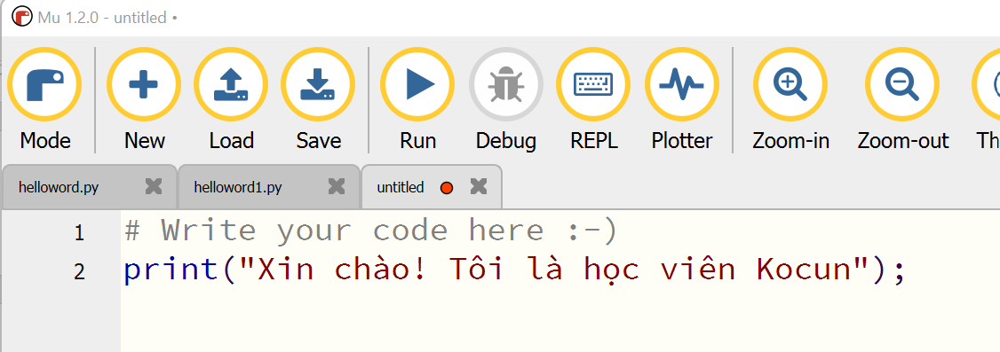 Mu 1.2.0 - untitled •
Mode New Load Save Run Debug REPL Plotter Zoom-in Zoom-out Th
helloword.py helloword1.py untitled
1 # Write your code here :-)
2 print("Xin chào! Tôi là học viên Kocun");